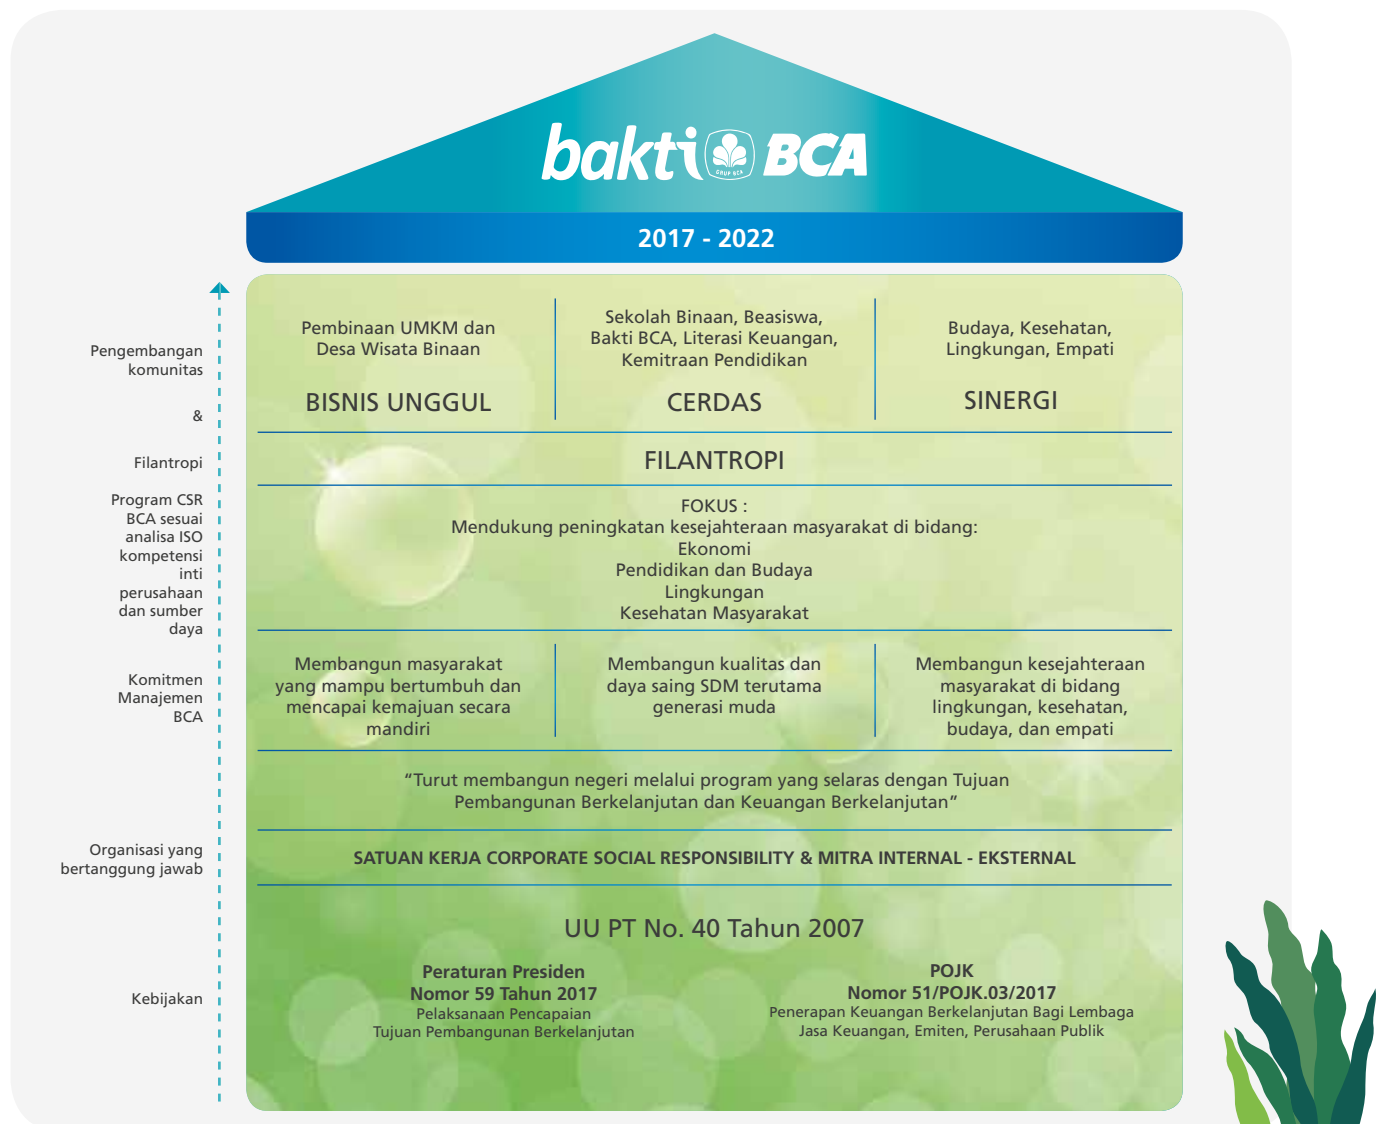 bakti BCA
GRUP BCA
2017 - 2022
Pengembangan
komunitas
&
Filantropi
Program CSR
BCA sesuai
analisa ISO
kompetensi
inti
perusahaan
dan sumber
daya
Komitmen
Manajemen
BCA
Organisasi yang
bertanggung jawab
Kebijakan
Pembinaan UMKM dan
Desa Wisata Binaan
BISNIS UNGGUL
Sekolah Binaan, Beasiswa,
Bakti BCA, Literasi Keuangan,
Kemitraan Pendidikan
CERDAS
Budaya, Kesehatan,
Lingkungan, Empati
SINERGI
FILANTROPI
FOKUS :
Mendukung peningkatan kesejahteraan masyarakat di bidang:
Ekonomi
Pendidikan dan Budaya
Lingkungan
Kesehatan Masyarakat
Membangun masyarakat
yang mampu bertumbuh dan
mencapai kemajuan secara
mandiri
Membangun kualitas dan
daya saing SDM terutama
generasi muda
Membangun kesejahteraan
masyarakat di bidang
lingkungan, kesehatan,
budaya, dan empati
“Turut membangun negeri melalui program yang selaras dengan Tujuan
Pembangunan Berkelanjutan dan Keuangan Berkelanjutan”
SATUAN KERJA CORPORATE SOCIAL RESPONSIBILITY & MITRA INTERNAL - EKSTERNAL
UU PT No. 40 Tahun 2007
Peraturan Presiden
Nomor 59 Tahun 2017
Pelaksanaan Pencapaian
Tujuan Pembangunan Berkelanjutan
POJK
Nomor 51/POJK.03/2017
Penerapan Keuangan Berkelanjutan Bagi Lembaga
Jasa Keuangan, Emiten, Perusahaan Publik